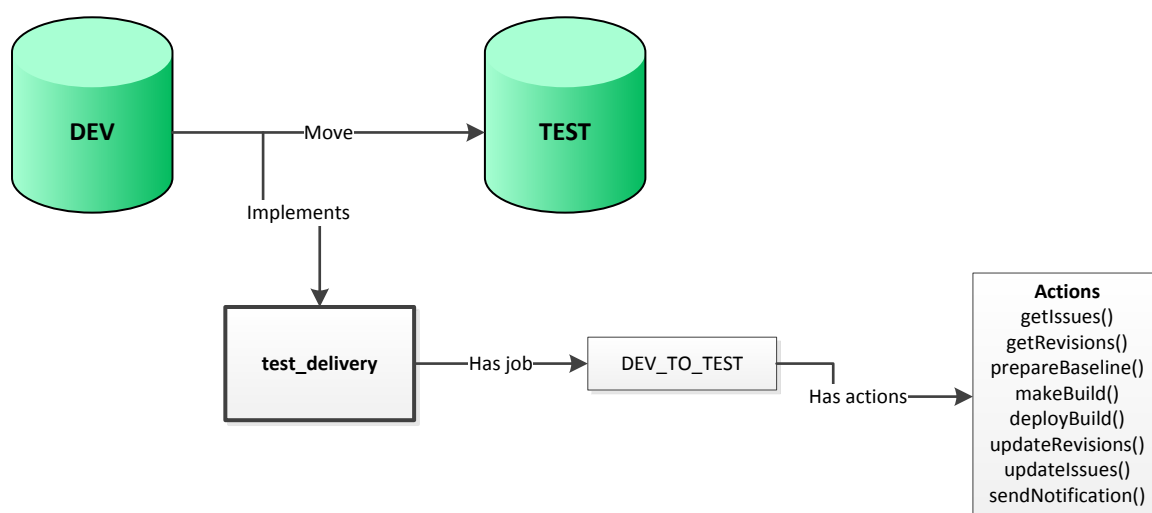 DEV
Move
TEST
Implements
test_delivery
Has job
DEV_TO_TEST
Has actions
Actions
getIssues()
getRevisions()
prepareBaseline()
makeBuild()
deployBuild()
updateRevisions()
updateIssues()
sendNotification()